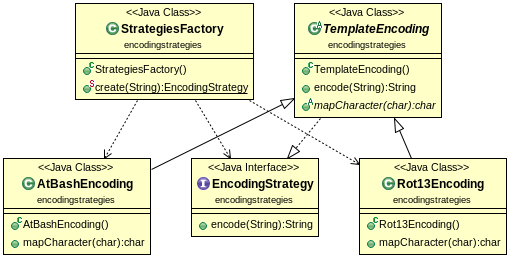 <<Java Class>>
StrategiesFactory
encodingstrategies
StrategiesFactory()
create(String):EncodingStrategy
<<Java Class>>
TemplateEncoding
encodingstrategies
TemplateEncoding()
encode(String):String
mapCharacter(char):char
<<Java Class>>
AtBashEncoding
encodingstrategies
AtBashEncoding()
mapCharacter(char):char
<<Java Interface>>
EncodingStrategy
encodingstrategies
encode(String):String
<<Java Class>>
Rot13Encoding
encodingstrategies
Rot13Encoding()
mapCharacter(char):char